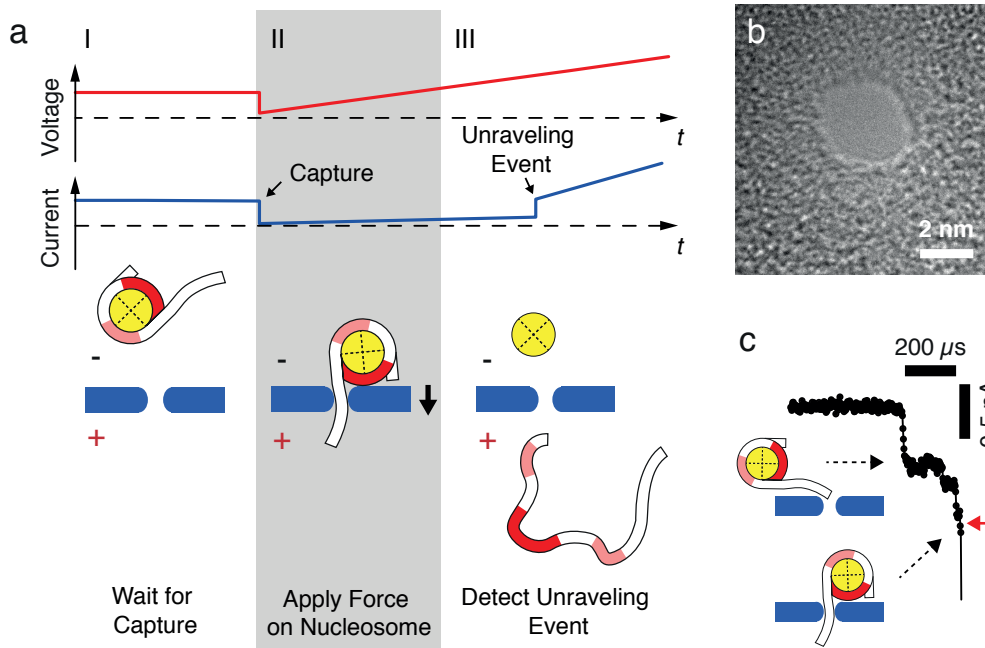 a
I
II
III
Voltage
t
Capture
Unraveling
Event
Current
t
-
+
-
+
-
+
Wait for
Capture
Apply Force
on Nucleosome
Detect Unraveling
Event
b
2 nm
c
200 µs